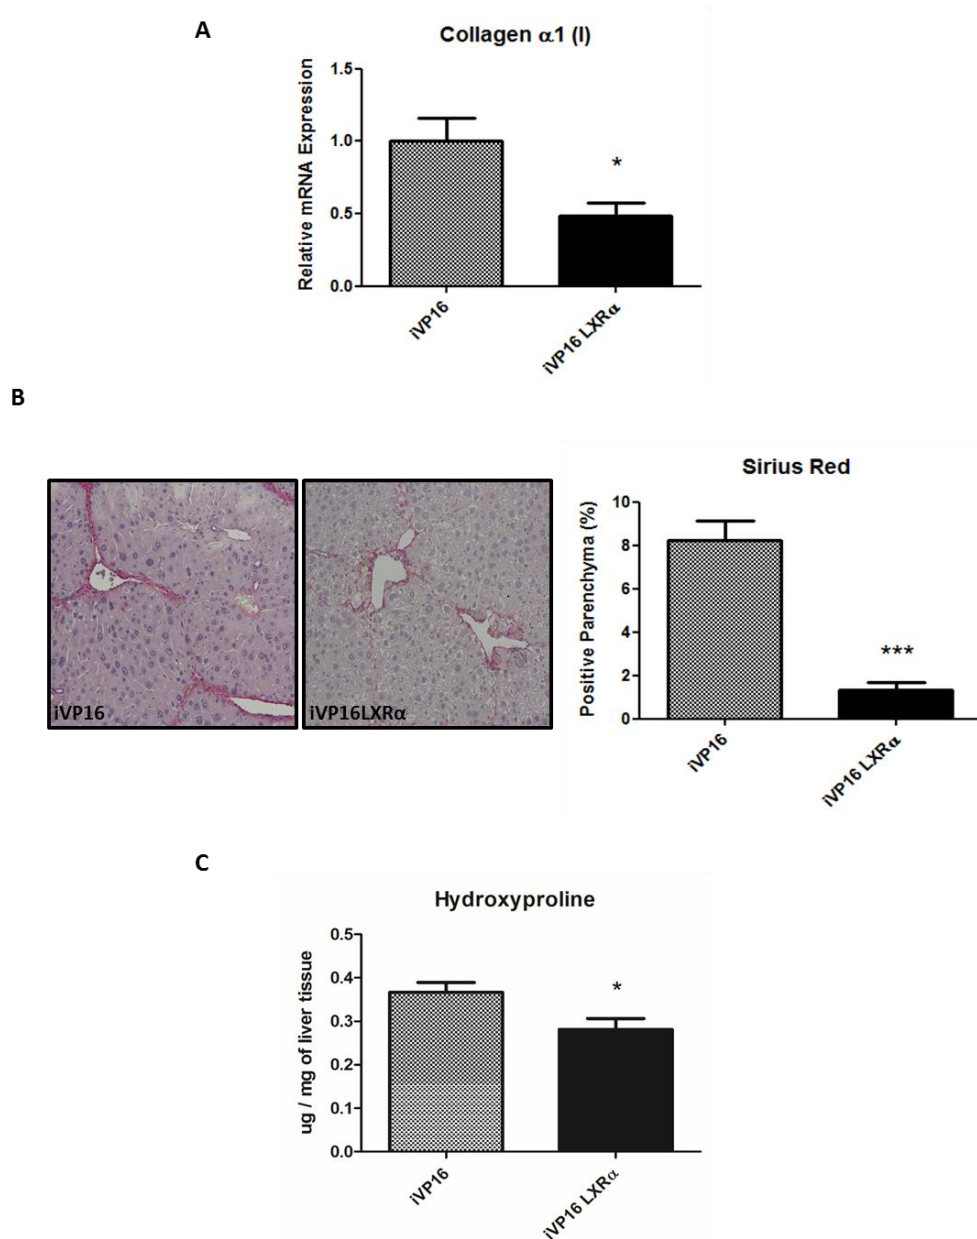 A
Collagen α1 (I)
Relative mRNA Expression
1.5
1.0
0.5
0.0
*
iVP16
iVP16 LXRα
B
iVP16
iVP16LXRα
Sirius Red
Positive Parenchyma (%)
10
8
6
4
2
0
***
iVP16
iVP16 LXRα
C
Hydroxyproline
ug / mg of liver tissue
0.5
0.4
0.3
0.2
0.1
0.0
*
iVP16
iVP16 LXRα